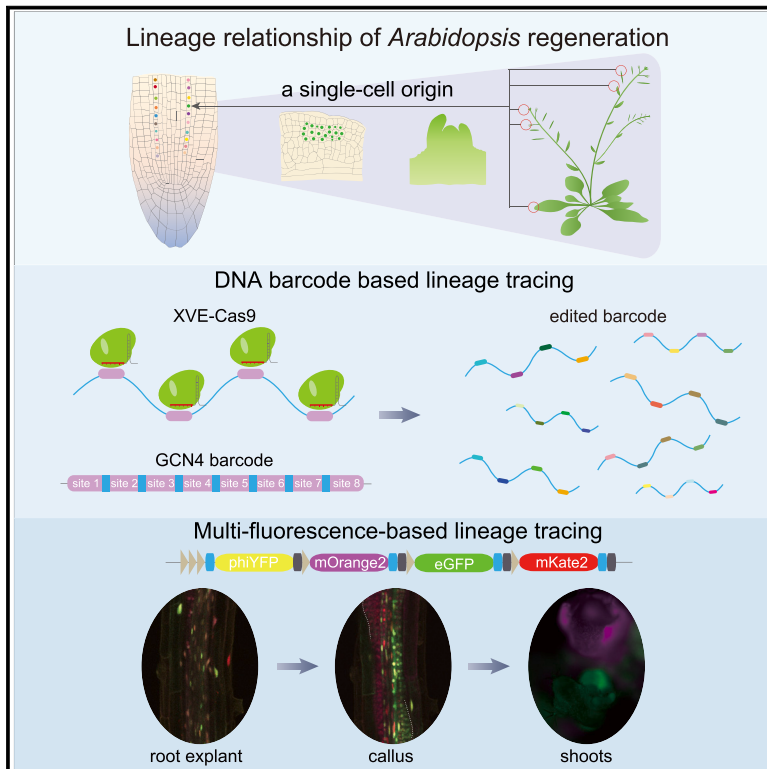 Lineage relationship of Arabidopsis regeneration
a single-cell origin
DNA barcode based lineage tracing
XVE-Cas9
edited barcode
GCN4 barcode
site 1 site 2 site 3 site 4 site 5 site 6 site 7 site 8
Multi-fluorescence-based lineage tracing
phiYFP mOrange2 eGFP mKate2
root explant callus shoots